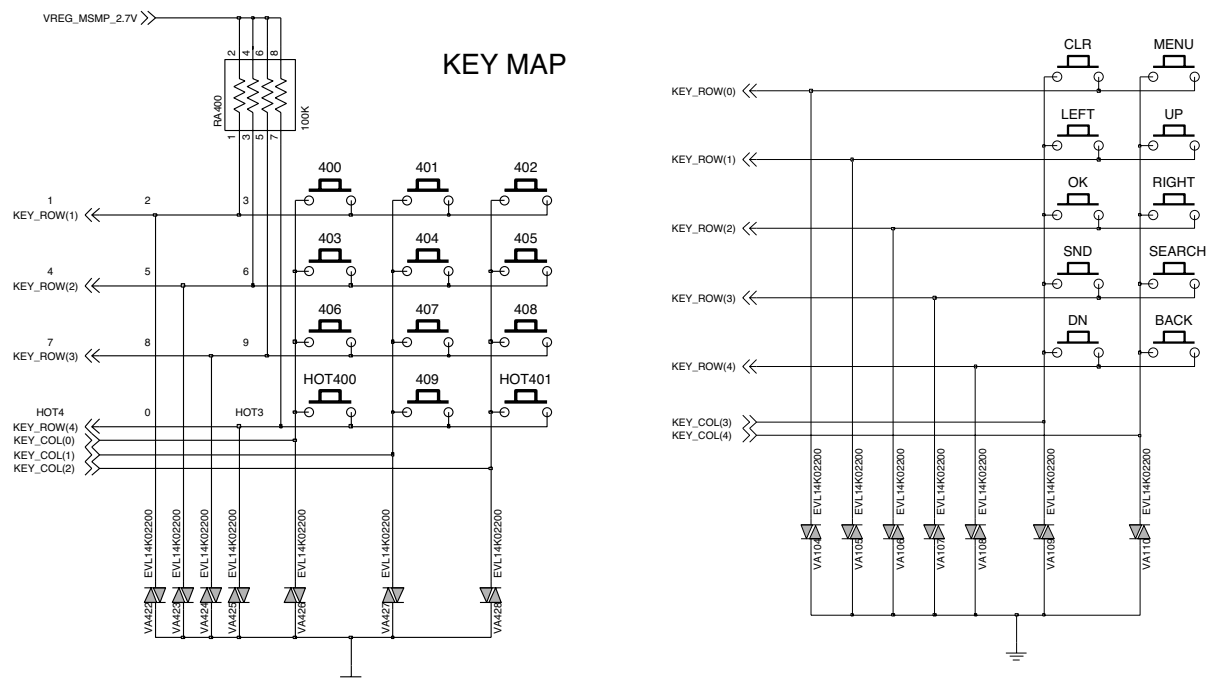 VREG_MSMP_2.7V
KEY MAP
2 4 6 8
RA400
100K
1 3 5 7
400 401 402
1 2 3
KEY_ROW(1)
403 404 405
4 5 6
KEY_ROW(2)
406 407 408
7 8 9
KEY_ROW(3)
HOT400 409 HOT401
HOT4 0 HOT3
KEY_ROW(4)
KEY_COL(0)
KEY_COL(1)
KEY_COL(2)
EVL14K02200 EVL14K02200 EVL14K02200 EVL14K02200 EVL14K02200 EVL14K02200 EVL14K02200
VA422 VA423 VA424 VA425 VA426 VA427 VA428
CLR MENU
KEY_ROW(0)
LEFT UP
KEY_ROW(1)
OK RIGHT
KEY_ROW(2)
SND SEARCH
KEY_ROW(3)
DN BACK
KEY_ROW(4)
KEY_COL(3)
KEY_COL(4)
EVL14K02200 EVL14K02200 EVL14K02200 EVL14K02200 EVL14K02200 EVL14K02200 EVL14K02200
VA104 VA105 VA106 VA107 VA108 VA109 VA110